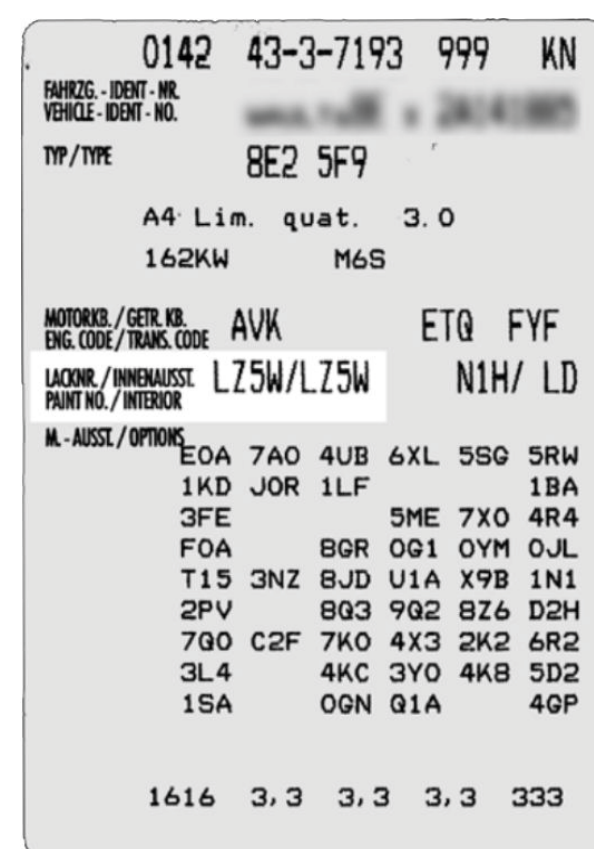 0142 43-3-7193 999 KN
FAHRZG. - IDENT - NR.
VEHICLE - IDENT - NO.
TYP / TYPE 8E2 5F9
A4 Lim. quat. 3.0
162KW M6S
MOTORKB. / GETR. KB.
ENG. CODE / TRANS. CODE AVK ETQ FYF
LACKNR. / INNENAUSST.
PAINT NO. / INTERIOR LZ5W/LZ5W N1H/ LD
M. - AUSST. / OPTIONS
E0A 7A0 4UB 6XL 5SG 5RW
1KD J0R 1LF 1BA
3FE 5ME 7X0 4R4
F0A 8GR 0G1 0YM 0JL
T15 3NZ 8JD U1A X9B 1N1
2PV 8Q3 9Q2 8Z6 D2H
7Q0 C2F 7K0 4X3 2K2 6R2
3L4 4KC 3Y0 4K8 5D2
1SA 0GN Q1A 4GP
1616 3,3 3,3 3,3 333